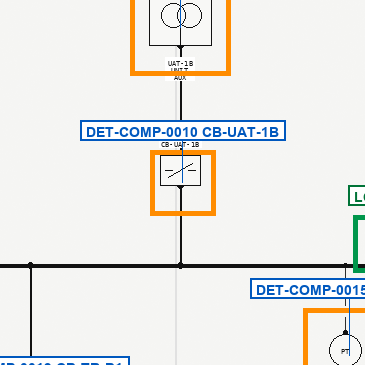 UAT-1B
UNIT
AUX
DET-COMP-0010 CB-UAT-1B
CB-UAT-1B
DET-COMP-0015
PT